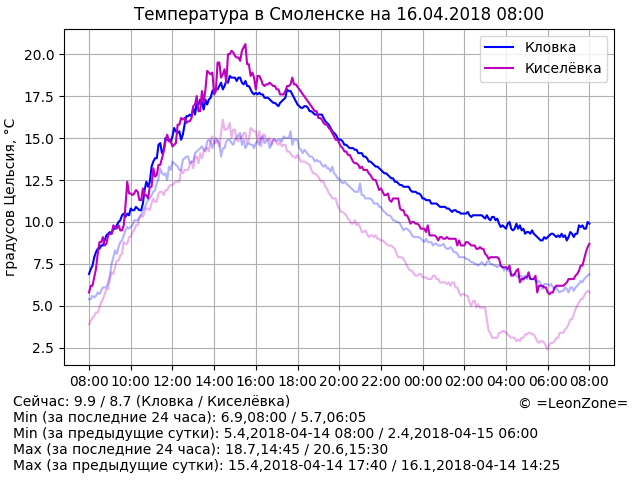 Температура в Смоленске на 16.04.2018 08:00
градусов Цельсия, °C
20.0
17.5
15.0
12.5
10.0
7.5
5.0
2.5
Кловка
Киселёвка
08:00 10:00 12:00 14:00 16:00 18:00 20:00 22:00 00:00 02:00 04:00 06:00 08:00
Сейчас: 9.9 / 8.7 (Кловка / Киселёвка)
© =LeonZone=
Min (за последние 24 часа): 6.9,08:00 / 5.7,06:05
Min (за предыдущие сутки): 5.4,2018-04-14 08:00 / 2.4,2018-04-15 06:00
Max (за последние 24 часа): 18.7,14:45 / 20.6,15:30
Max (за предыдущие сутки): 15.4,2018-04-14 17:40 / 16.1,2018-04-14 14:25